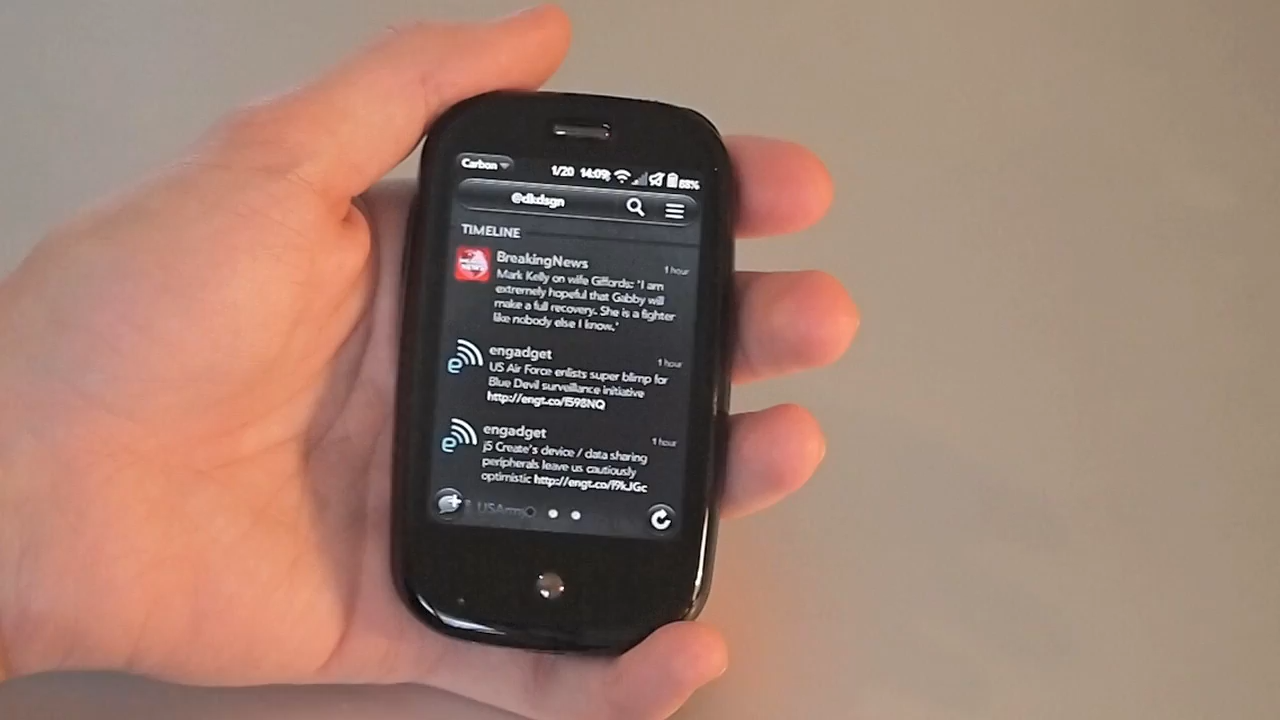 Carbon 1/20 14:09 88%
@dkdsgn
TIMELINE
BreakingNews 1 hour
Mark Kelly on wife Giffords: 'I am
extremely hopeful that Gabby will
make a full recovery. She is a fighter
like nobody else I know.'
engadget 1 hour
US Air Force enlists super blimp for
Blue Devil surveillance initiative
http://engt.co/f598NQ
engadget 1 hour
j5 Create's device / data sharing
peripherals leave us cautiously
optimistic http://engt.co/f9kJGc
USArmy